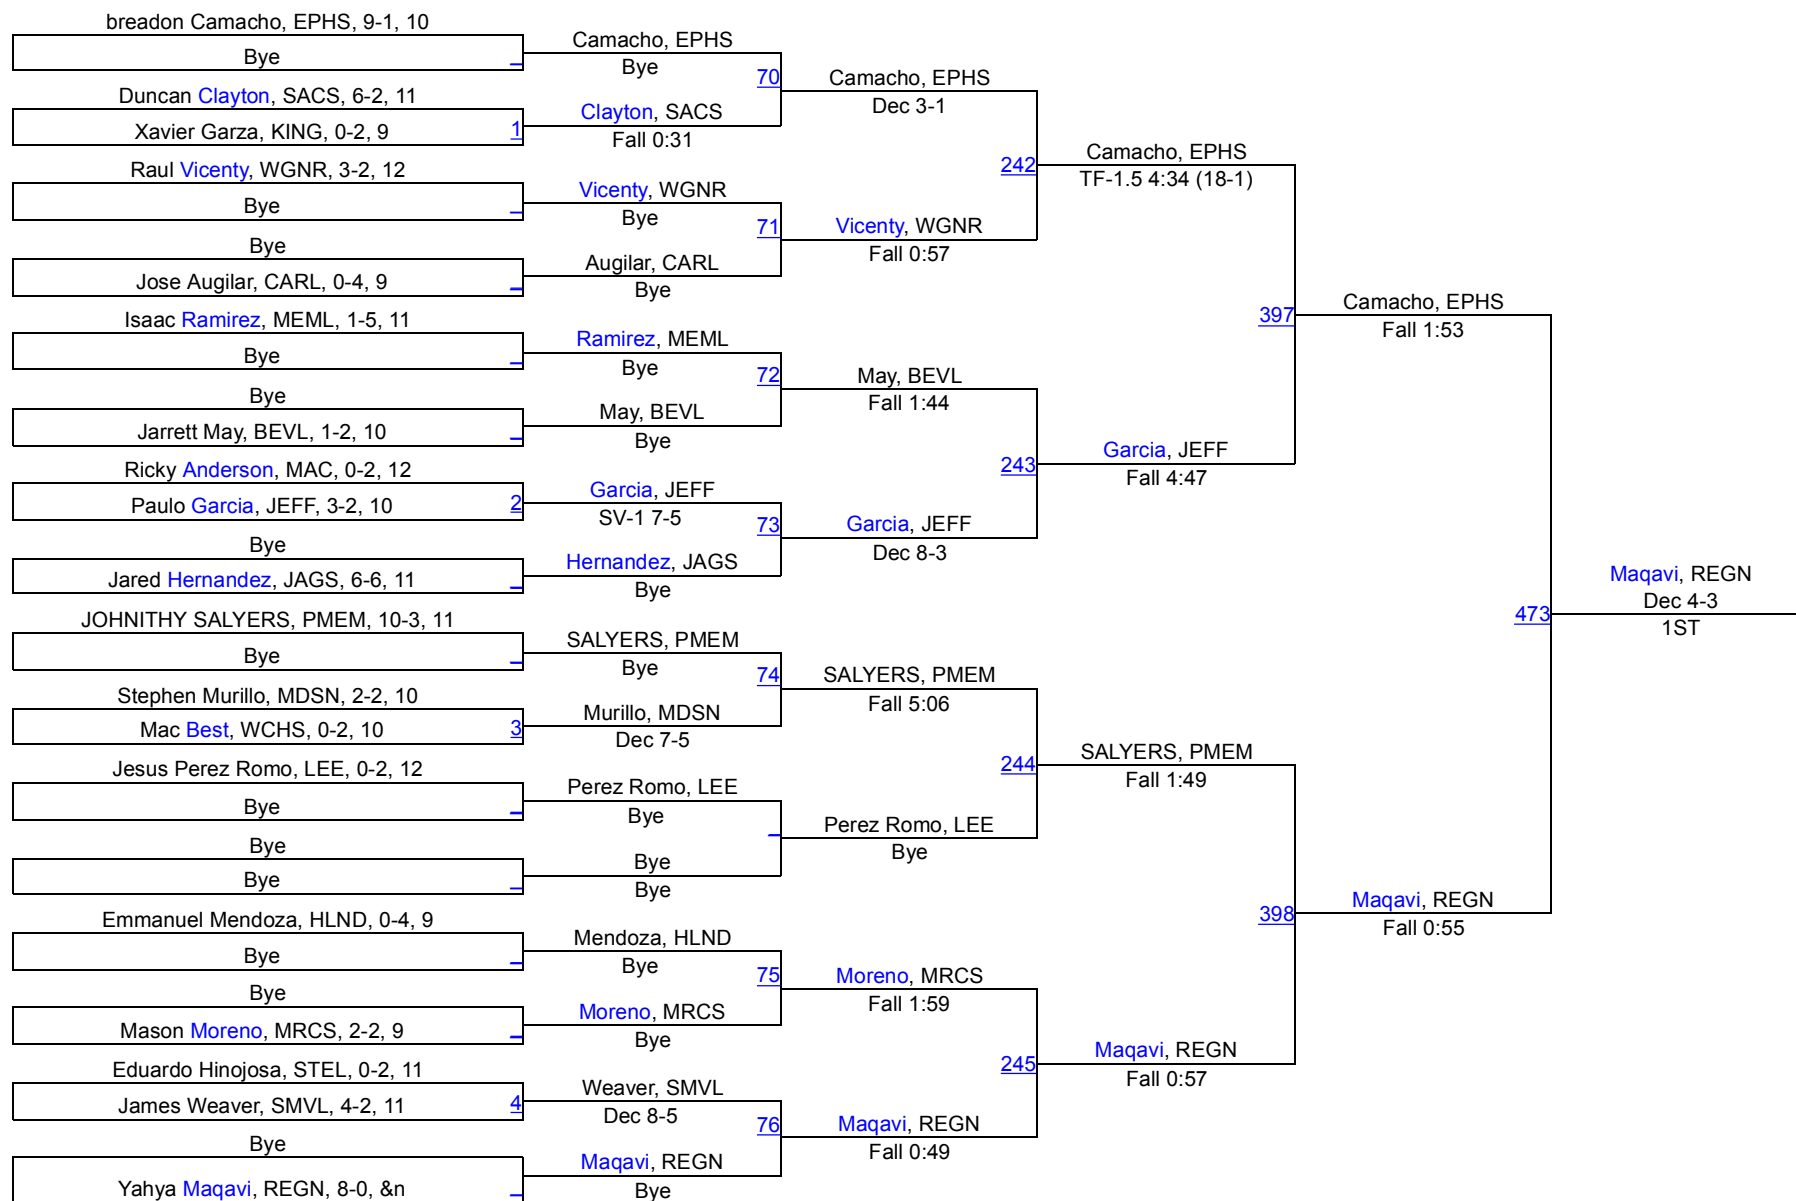 breadon Camacho, EPHS, 9-1, 10
Bye
Duncan Clayton, SACS, 6-2, 11
Xavier Garza, KING, 0-2, 9
1
Raul Vicenty, WGNR, 3-2, 12
Bye
Bye
Jose Augilar, CARL, 0-4, 9
Isaac Ramirez, MEML, 1-5, 11
Bye
Bye
Jarrett May, BEVL, 1-2, 10
Ricky Anderson, MAC, 0-2, 12
Paulo Garcia, JEFF, 3-2, 10
2
Bye
Jared Hernandez, JAGS, 6-6, 11
JOHNITHY SALYERS, PMEM, 10-3, 11
Bye
Stephen Murillo, MDSN, 2-2, 10
Mac Best, WCHS, 0-2, 10
3
Jesus Perez Romo, LEE, 0-2, 12
Bye
Bye
Bye
Emmanuel Mendoza, HLND, 0-4, 9
Bye
Bye
Mason Moreno, MRCS, 2-2, 9
Eduardo Hinojosa, STEL, 0-2, 11
James Weaver, SMVL, 4-2, 11
4
Bye
Yahya Maqavi, REGN, 8-0, &n
Camacho, EPHS
Bye
70
Clayton, SACS
Fall 0:31
Vicenty, WGNR
Bye
71
Augilar, CARL
Bye
Ramirez, MEML
Bye
72
May, BEVL
Bye
Garcia, JEFF
SV-1 7-5
73
Hernandez, JAGS
Bye
SALYERS, PMEM
Bye
74
Murillo, MDSN
Dec 7-5
Perez Romo, LEE
Bye
Bye
Bye
Mendoza, HLND
Bye
75
Moreno, MRCS
Bye
Weaver, SMVL
Dec 8-5
76
Maqavi, REGN
Bye
Camacho, EPHS
Dec 3-1
242
Vicenty, WGNR
Fall 0:57
May, BEVL
Fall 1:44
243
Garcia, JEFF
Dec 8-3
SALYERS, PMEM
Fall 5:06
244
Perez Romo, LEE
Bye
Moreno, MRCS
Fall 1:59
245
Maqavi, REGN
Fall 0:49
Camacho, EPHS
TF-1.5 4:34 (18-1)
397
Garcia, JEFF
Fall 4:47
SALYERS, PMEM
Fall 1:49
398
Maqavi, REGN
Fall 0:57
Camacho, EPHS
Fall 1:53
473
Maqavi, REGN
Fall 0:55
Maqavi, REGN
Dec 4-3
1ST